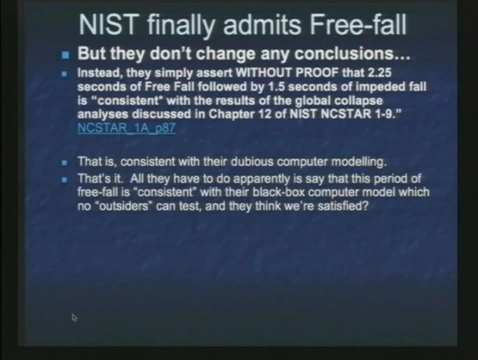 NIST finally admits Free-fall
But they don't change any conclusions…
Instead, they simply assert WITHOUT PROOF that 2.25
seconds of Free Fall followed by 1.5 seconds of impeded fall
is "consistent" with the results of the global collapse
analyses discussed in Chapter 12 of NIST NCSTAR 1-9."
NCSTAR_1A_p87
That is, consistent with their dubious computer modelling.
That's it. All they have to do apparently is say that this period of
free-fall is "consistent" with their black-box computer model which
no "outsiders" can test, and they think we're satisfied?